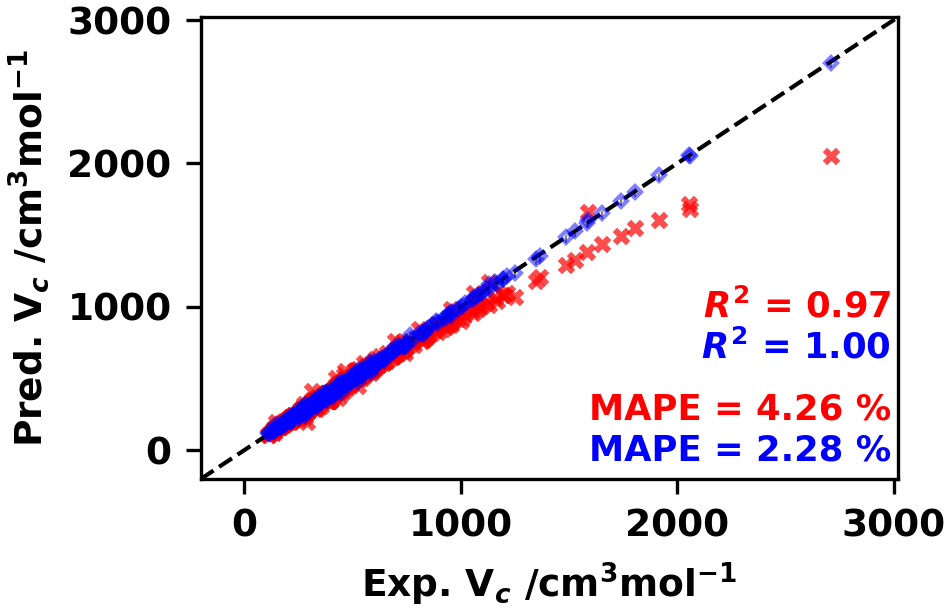 3000
2000
1000
0
Pred. V_c /cm³mol⁻¹
R² = 0.97
R² = 1.00
MAPE = 4.26 %
MAPE = 2.28 %
0 1000 2000 3000
Exp. V_c /cm³mol⁻¹